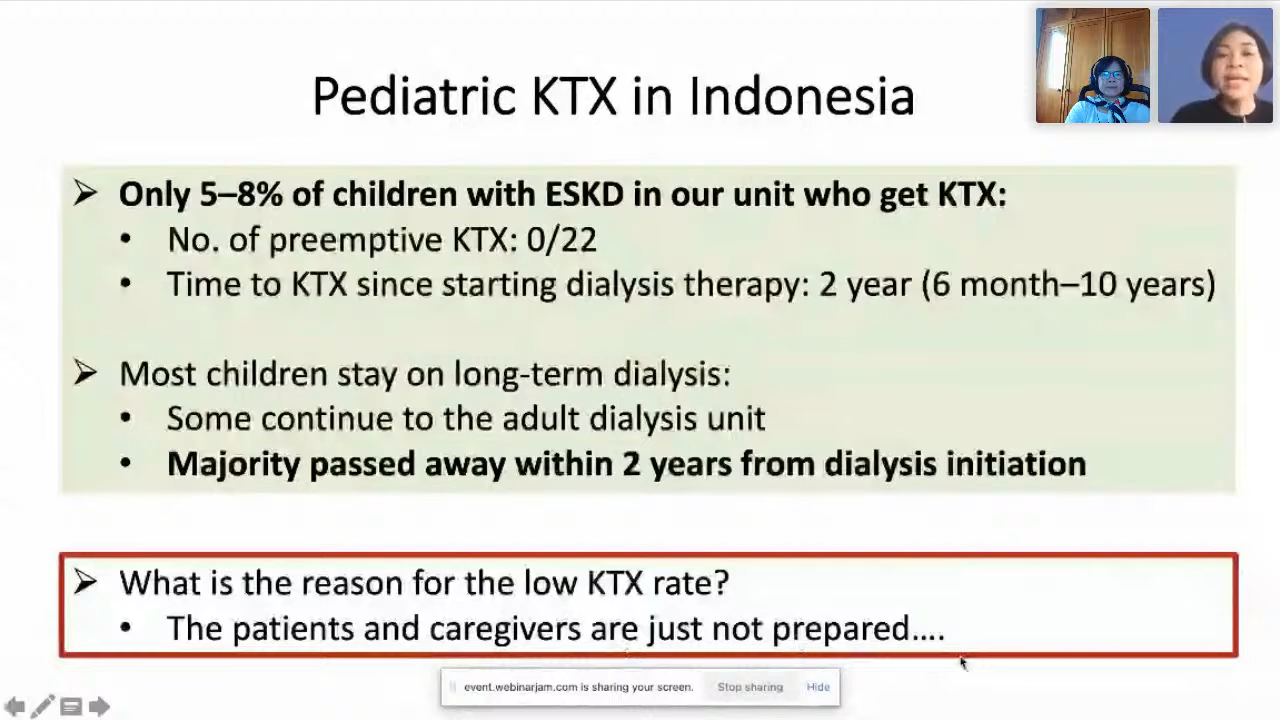 Pediatric KTX in Indonesia
➢ Only 5–8% of children with ESKD in our unit who get KTX:
• No. of preemptive KTX: 0/22
• Time to KTX since starting dialysis therapy: 2 year (6 month–10 years)
➢ Most children stay on long-term dialysis:
• Some continue to the adult dialysis unit
• Majority passed away within 2 years from dialysis initiation
➢ What is the reason for the low KTX rate?
• The patients and caregivers are just not prepared....
event.webinarjam.com is sharing your screen. Stop sharing Hide